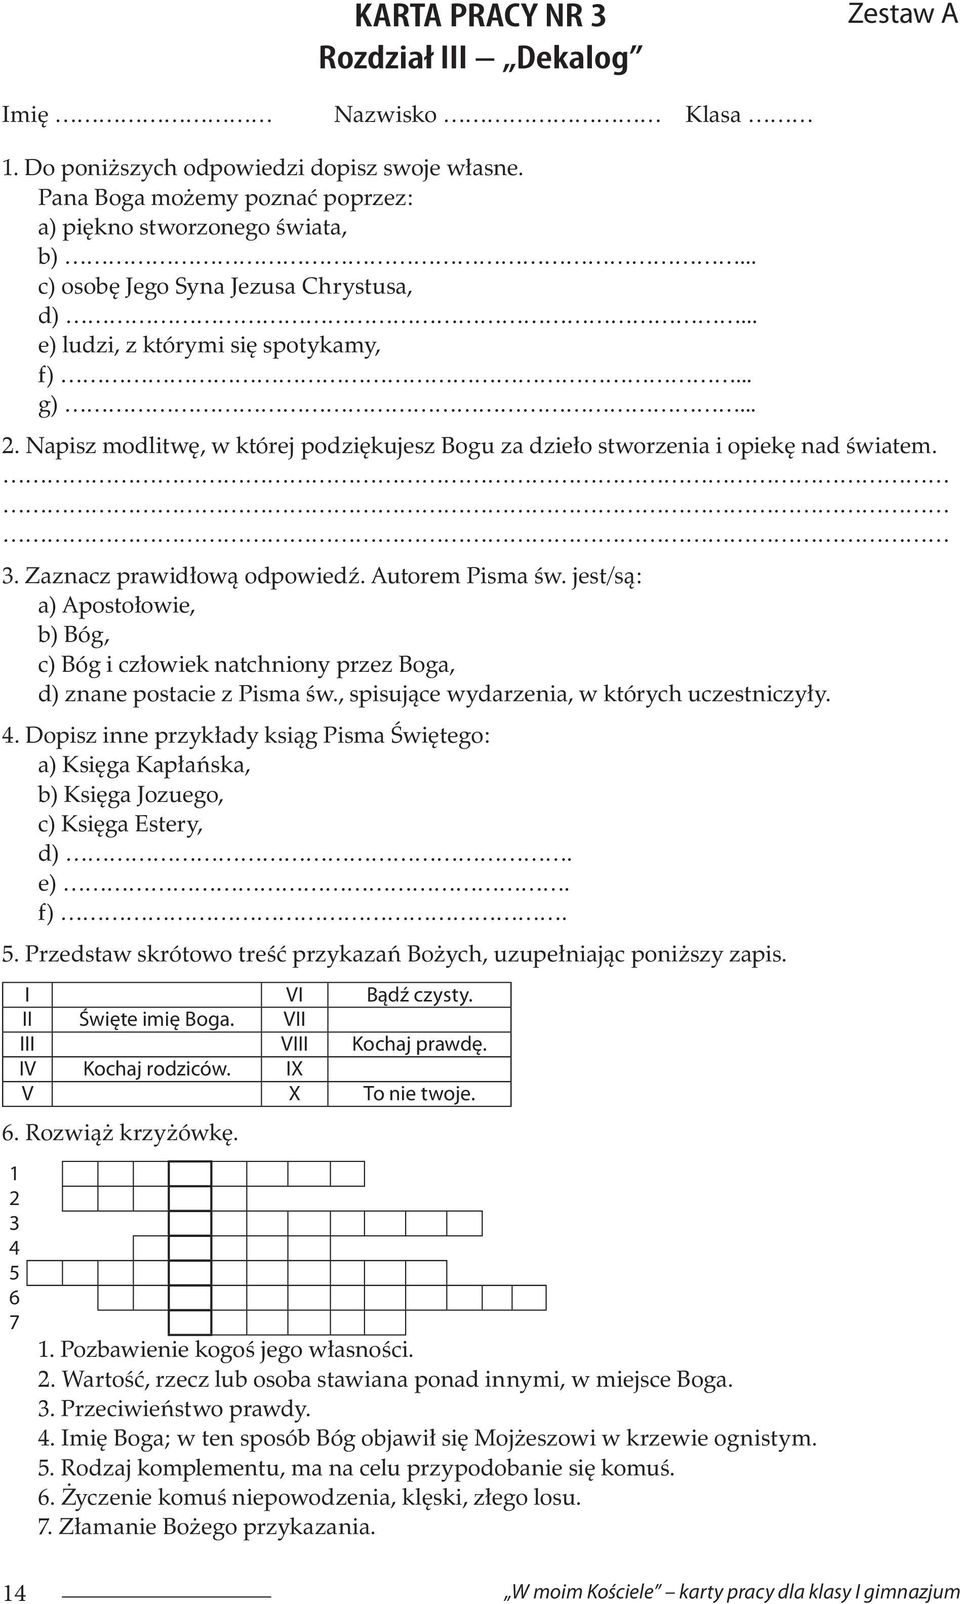 KARTA PRACY NR 3
Zestaw A
Rozdział III – „Dekalog”
Imię ………………………… Nazwisko ………………………… Klasa ………
1. Do poniższych odpowiedzi dopisz swoje własne.
Pana Boga możemy poznać poprzez:
a) piękno stworzonego świata,
b) …………………………………………………………………...
c) osobę Jego Syna Jezusa Chrystusa,
d) …………………………………………………………………...
e) ludzi, z którymi się spotykamy,
f) …………………………………………………………………...
g) …………………………………………………………………...
2. Napisz modlitwę, w której podziękujesz Bogu za dzieło stworzenia i opiekę nad światem.
……………………………………………………………………………………………
……………………………………………………………………………………………
……………………………………………………………………………………………
3. Zaznacz prawidłową odpowiedź. Autorem Pisma św. jest/są:
a) Apostołowie,
b) Bóg,
c) Bóg i człowiek natchniony przez Boga,
d) znane postacie z Pisma św., spisujące wydarzenia, w których uczestniczyły.
4. Dopisz inne przykłady ksiąg Pisma Świętego:
a) Księga Kapłańska,
b) Księga Jozuego,
c) Księga Estery,
d) ……………………………………………….
e) ……………………………………………….
f) ……………………………………………….
5. Przedstaw skrótowo treść przykazań Bożych, uzupełniając poniższy zapis.
I VI Bądź czysty.
II Święte imię Boga. VII
III VIII Kochaj prawdę.
IV Kochaj rodziców. IX
V X To nie twoje.
6. Rozwiąż krzyżówkę.
1
2
3
4
5
6
7
1. Pozbawienie kogoś jego własności.
2. Wartość, rzecz lub osoba stawiana ponad innymi, w miejsce Boga.
3. Przeciwieństwo prawdy.
4. Imię Boga; w ten sposób Bóg objawił się Mojżeszowi w krzewie ognistym.
5. Rodzaj komplementu, ma na celu przypodobanie się komuś.
6. Życzenie komuś niepowodzenia, klęski, złego losu.
7. Złamanie Bożego przykazania.
14 „W moim Kościele” – karty pracy dla klasy I gimnazjum